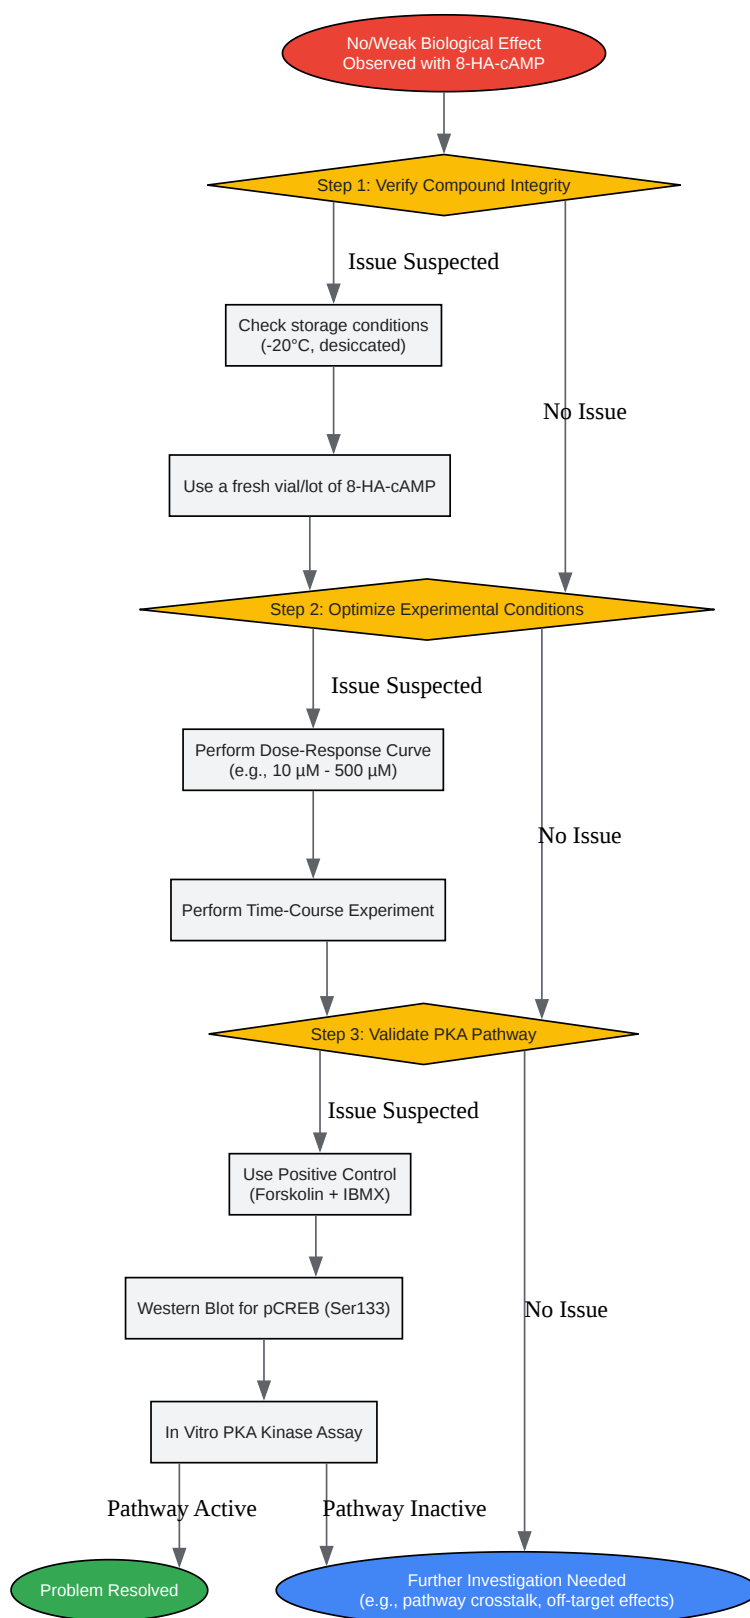 No/Weak Biological Effect
Observed with 8-HA-cAMP
Step 1: Verify Compound Integrity
Issue Suspected
Check storage conditions
(-20°C, desiccated)
No Issue
Use a fresh vial/lot of 8-HA-cAMP
Step 2: Optimize Experimental Conditions
Issue Suspected
Perform Dose-Response Curve
(e.g., 10 µM - 500 µM)
No Issue
Perform Time-Course Experiment
Step 3: Validate PKA Pathway
Issue Suspected
Use Positive Control
(Forskolin + IBMX)
Western Blot for pCREB (Ser133)
No Issue
In Vitro PKA Kinase Assay
Pathway Active
Pathway Inactive
Problem Resolved
Further Investigation Needed
(e.g., pathway crosstalk, off-target effects)